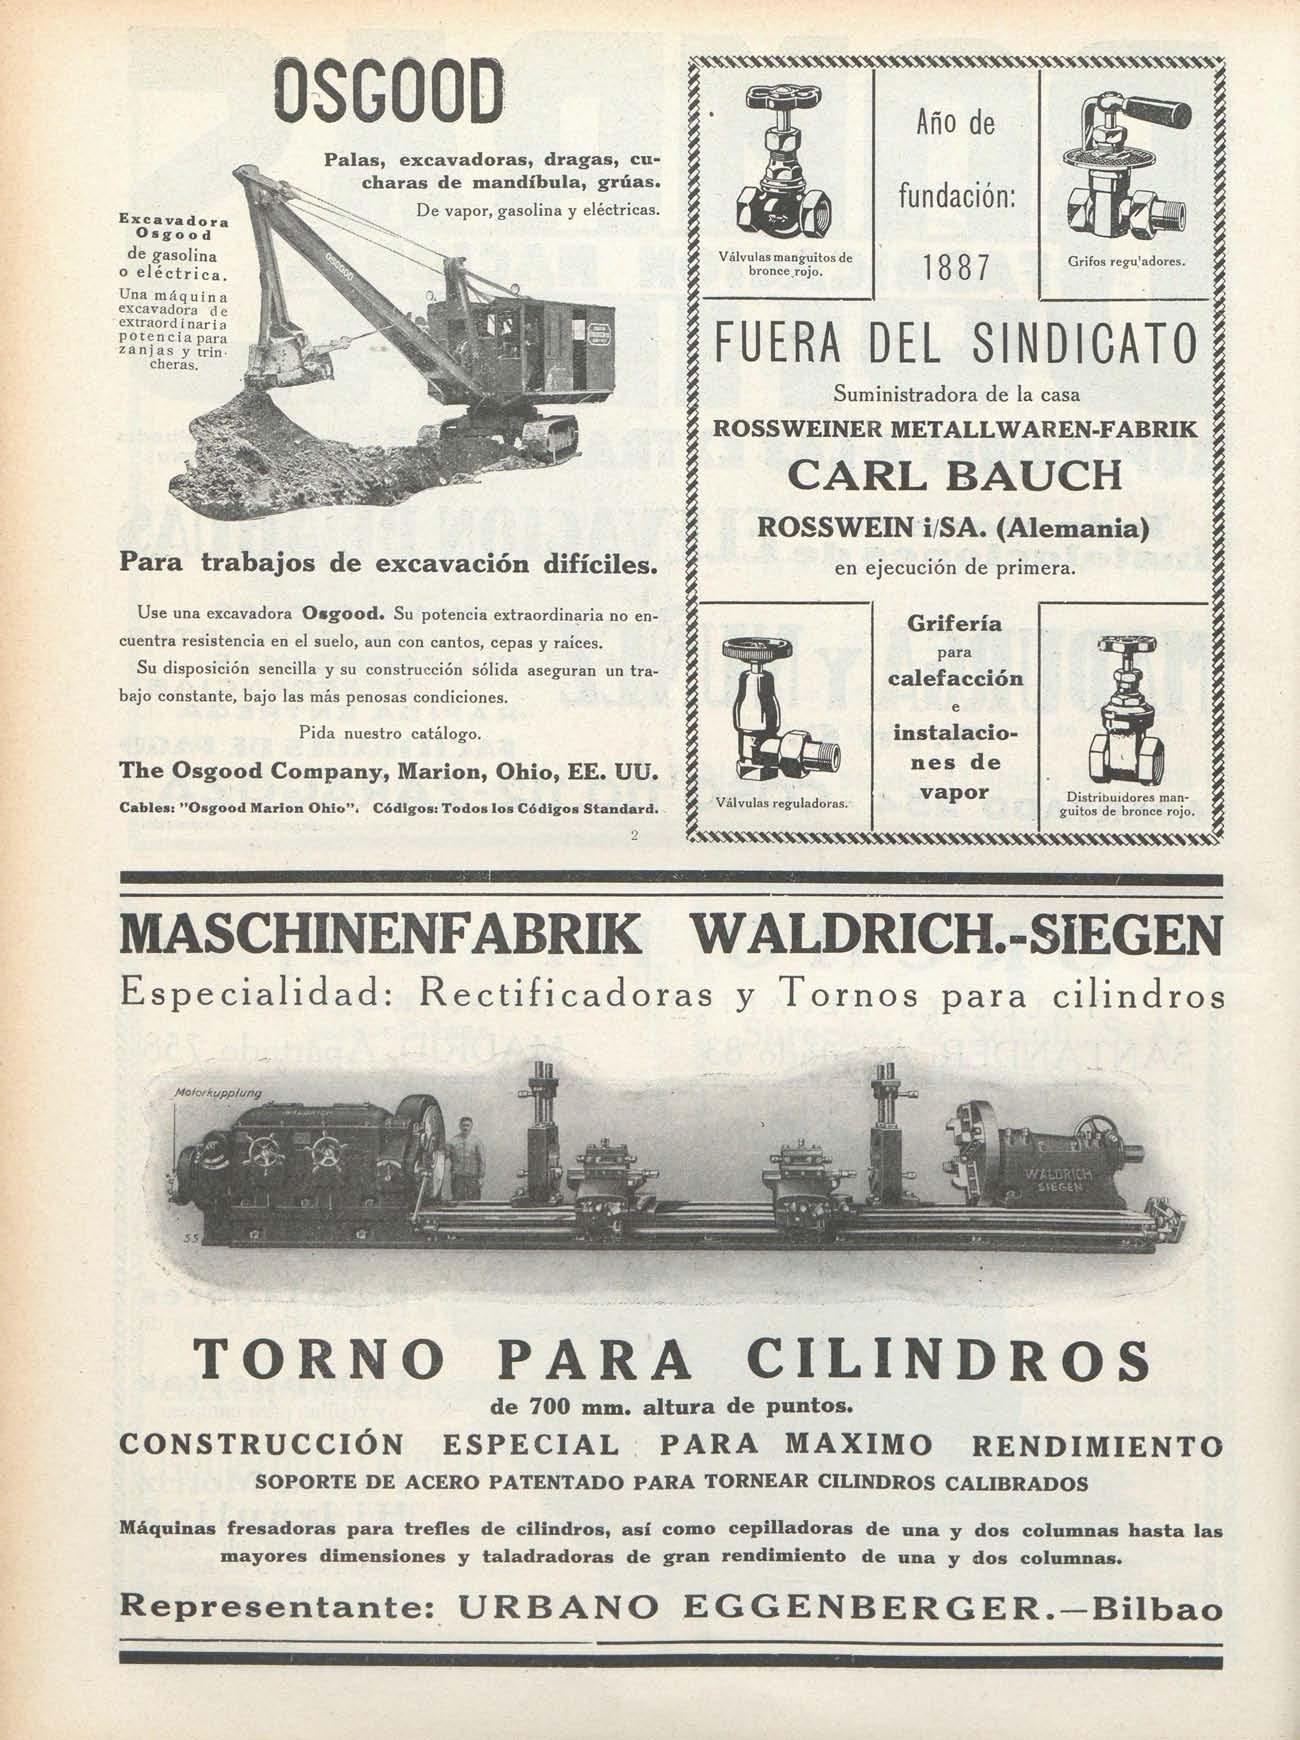 OSGOOD
Palas, excavadoras, dragas, cu-
charas de mandíbula, grúas.
De vapor, gasolina y eléctricas.
Excavadora
Osgood
de gasolina
o eléctrica.
Una máquina
excavadora de
extraordinaria
potencia para
zanjas y trin-
cheras.
OSGOOD
Para trabajos de excavación difíciles.
Use una excavadora Osgood. Su potencia extraordinaria no en-
cuentra resistencia en el suelo, aun con cantos, cepas y raíces.
Su disposición sencilla y su construcción sólida aseguran un tra-
bajo constante, bajo las más penosas condiciones.
Pida nuestro catálogo.
The Osgood Company, Marion, Ohio, EE. UU.
Cables: "Osgood Marion Ohio". Códigos: Todos los Códigos Standard.
2
Válvulas manguitos de
bronce rojo.
Año de
fundación:
1887
Grifos regu'adores.
FUERA DEL SINDICATO
Suministradora de la casa
ROSSWEINER METALLWAREN-FABRIK
CARL BAUCH
ROSSWEIN i/SA. (Alemania)
en ejecución de primera.
Válvulas reguladoras.
Grifería
para
calefacción
e
instalacio-
nes de
vapor
Distribuidores man-
guitos de bronce rojo.
MASCHINENFABRIK WALDRICH.-SIEGEN
Especialidad: Rectificadoras y Tornos para cilindros
Motorkupplung
WALDRICH
WALDRICH
SIEGEN
55
TORNO PARA CILINDROS
de 700 mm. altura de puntos.
CONSTRUCCIÓN ESPECIAL PARA MAXIMO RENDIMIENTO
SOPORTE DE ACERO PATENTADO PARA TORNEAR CILINDROS CALIBRADOS
Máquinas fresadoras para trefles de cilindros, así como cepilladoras de una y dos columnas hasta las
mayores dimensiones y taladradoras de gran rendimiento de una y dos columnas.
Representante: URBANO EGGENBERGER.—Bilbao